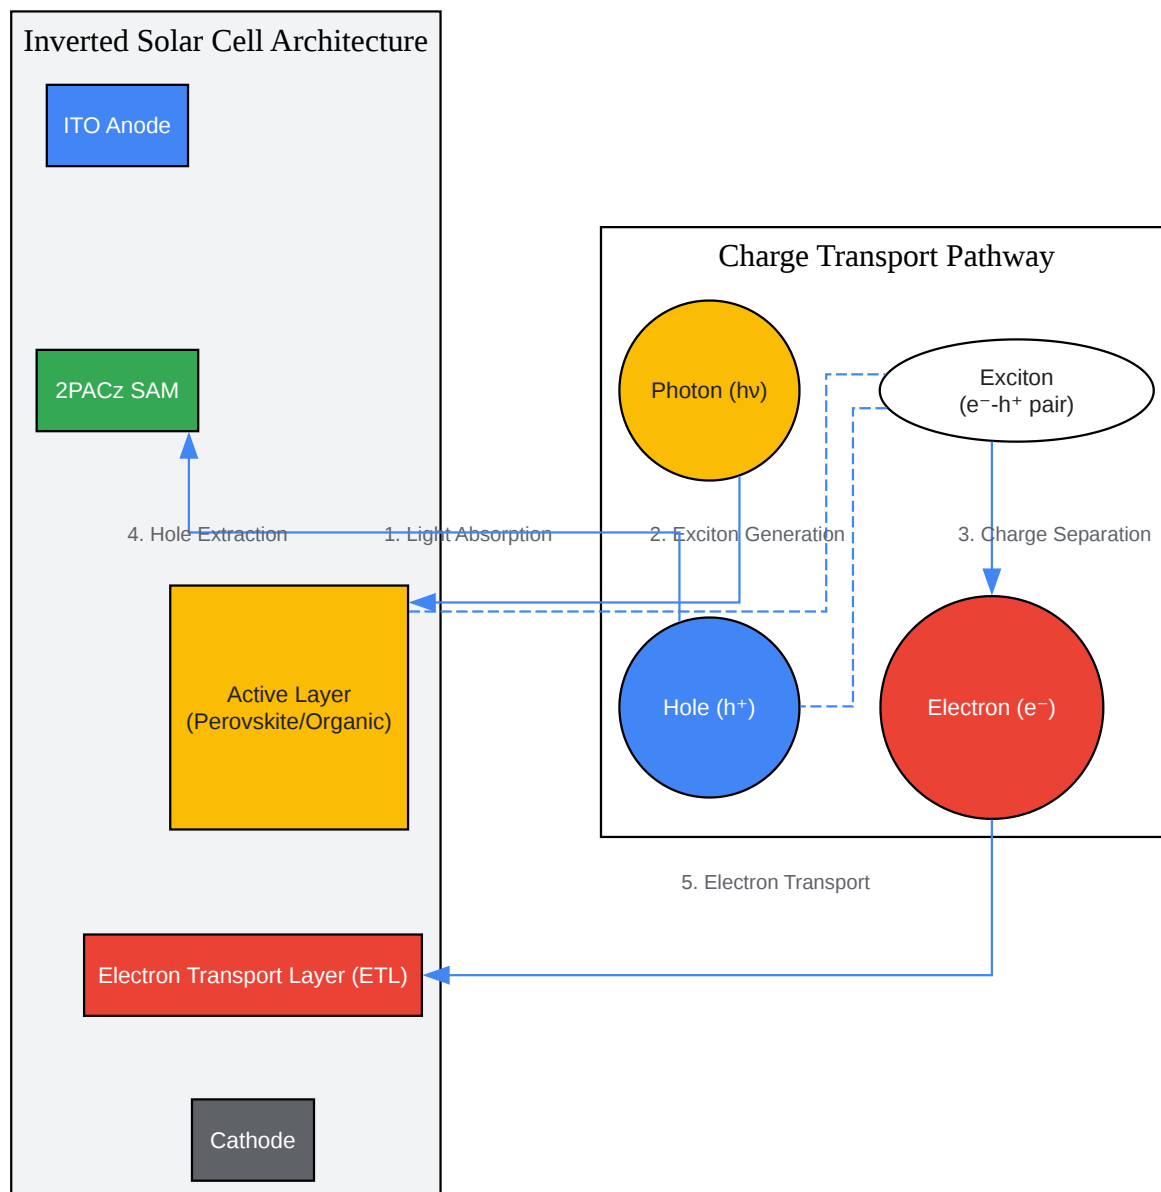 Inverted Solar Cell Architecture
ITO Anode
Charge Transport Pathway
2PACz SAM
Photon (hν)
Exciton
(e⁻-h⁺ pair)
4. Hole Extraction
1. Light Absorption
2. Exciton Generation
3. Charge Separation
Active Layer
(Perovskite/Organic)
Hole (h⁺)
Electron (e⁻)
5. Electron Transport
Electron Transport Layer (ETL)
Cathode